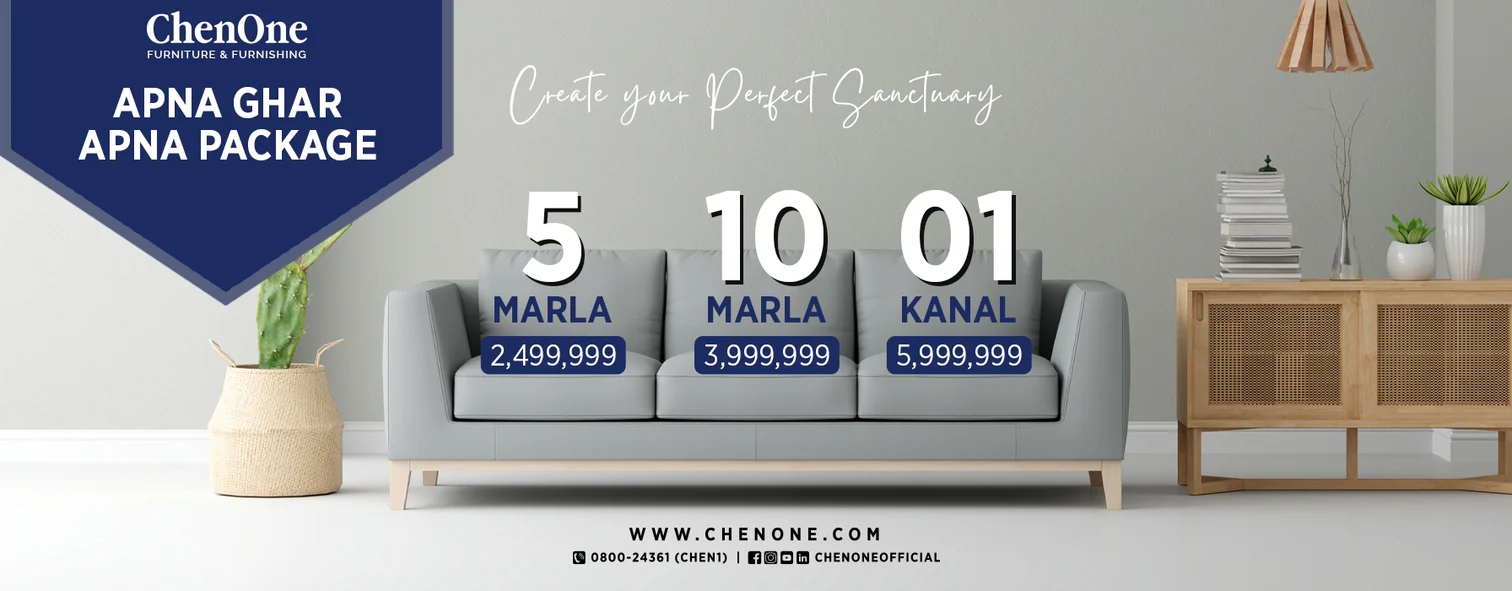 ChenOne
FURNITURE & FURNISHING
APNA GHAR
APNA PACKAGE
Create your Perfect Sanctuary
5
MARLA
2,499,999
10
MARLA
3,999,999
01
KANAL
5,999,999
WWW.CHENONE.COM
0800-24361 (CHEN1) | CHENONEOFFICIAL